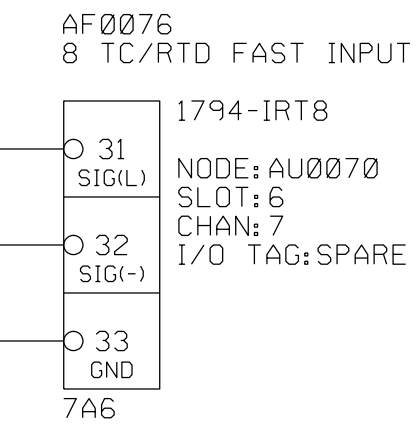 AF0076
8 TC/RTD FAST INPUT
1794-IRT8
31
SIG(L)
NODE:AU0070
SLOT:6
CHAN:7
I/O TAG:SPARE
32
SIG(-)
33
GND
7A6